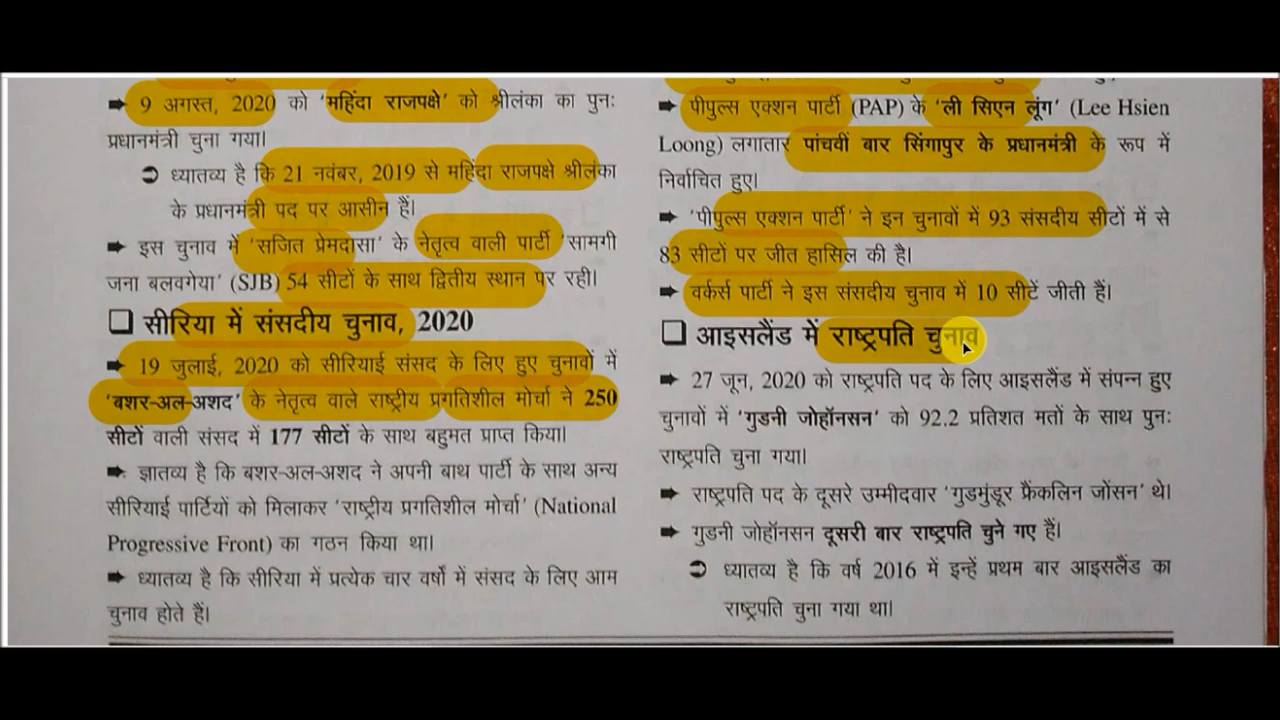 ➡ 9 अगस्त, 2020 को 'महिंदा राजपक्षे' को श्रीलंका का पुनः
प्रधानमंत्री चुना गया।
➲ ध्यातव्य है कि 21 नवंबर, 2019 से महिंदा राजपक्षे श्रीलंका
के प्रधानमंत्री पद पर आसीन हैं।
➡ इस चुनाव में 'सजित प्रेमदासा' के नेतृत्व वाली पार्टी 'सामगी
जना बलवगेया' (SJB) 54 सीटों के साथ द्वितीय स्थान पर रही।
❑ सीरिया में संसदीय चुनाव, 2020
➡ 19 जुलाई, 2020 को सीरियाई संसद के लिए हुए चुनावों में
'बशर-अल-अशद' के नेतृत्व वाले राष्ट्रीय प्रगतिशील मोर्चा ने 250
सीटों वाली संसद में 177 सीटों के साथ बहुमत प्राप्त किया।
➡ ज्ञातव्य है कि बशर-अल-अशद ने अपनी बाथ पार्टी के साथ अन्य
सीरियाई पार्टियों को मिलाकर 'राष्ट्रीय प्रगतिशील मोर्चा' (National
Progressive Front) का गठन किया था।
➡ ध्यातव्य है कि सीरिया में प्रत्येक चार वर्षों में संसद के लिए आम
चुनाव होते हैं।
➡ पीपुल्स एक्शन पार्टी (PAP) के 'ली सिएन लूंग' (Lee Hsien
Loong) लगातार पांचवी बार सिंगापुर के प्रधानमंत्री के रूप में
निर्वाचित हुए।
➡ 'पीपुल्स एक्शन पार्टी' ने इन चुनावों में 93 संसदीय सीटों में से
83 सीटों पर जीत हासिल की है।
➡ वर्कर्स पार्टी ने इस संसदीय चुनाव में 10 सीटें जीती हैं।
❑ आइसलैंड में राष्ट्रपति चुनाव
➡ 27 जून, 2020 को राष्ट्रपति पद के लिए आइसलैंड में संपन्न हुए
चुनावों में 'गुडनी जोहॉनसन' को 92.2 प्रतिशत मतों के साथ पुनः
राष्ट्रपति चुना गया।
➡ राष्ट्रपति पद के दूसरे उम्मीदवार 'गुडमुंडूर फ्रैंकलिन जोंसन' थे।
➡ गुडनी जोहॉनसन दूसरी बार राष्ट्रपति चुने गए हैं।
➲ ध्यातव्य है कि वर्ष 2016 में इन्हें प्रथम बार आइसलैंड का
राष्ट्रपति चुना गया था।